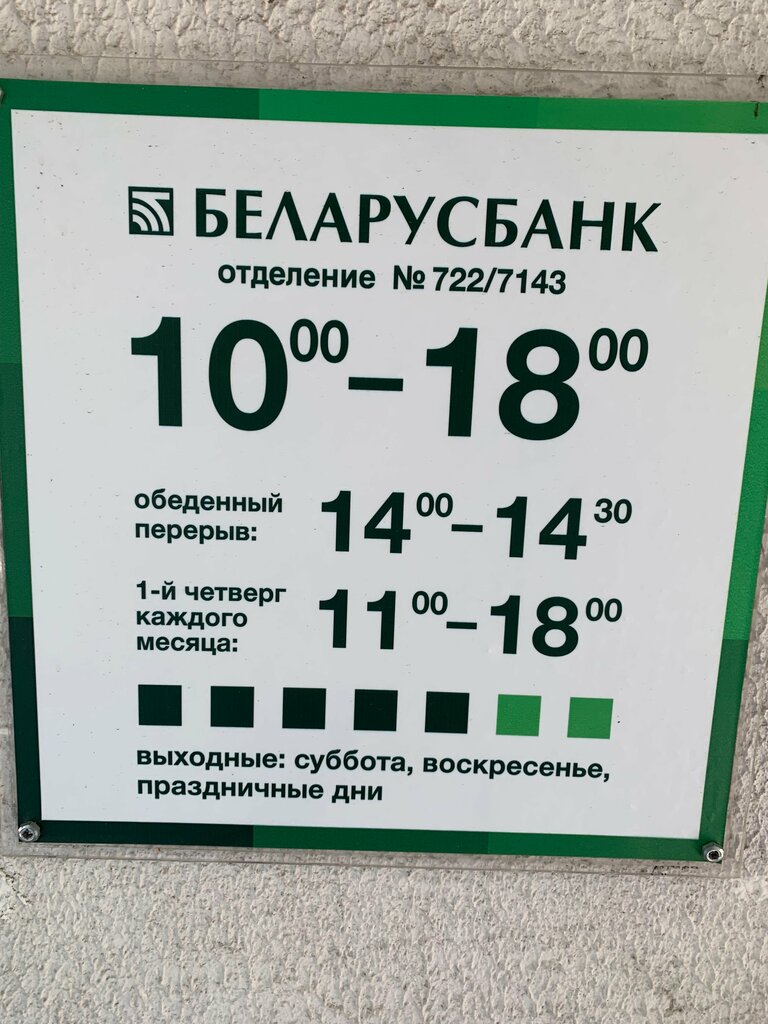 БЕЛАРУСБАНК
отделение № 722/7143
10⁰⁰–18⁰⁰
обеденный
перерыв: 14⁰⁰–14³⁰
1-й четверг
каждого
месяца: 11⁰⁰–18⁰⁰
выходные: суббота, воскресенье,
праздничные дни